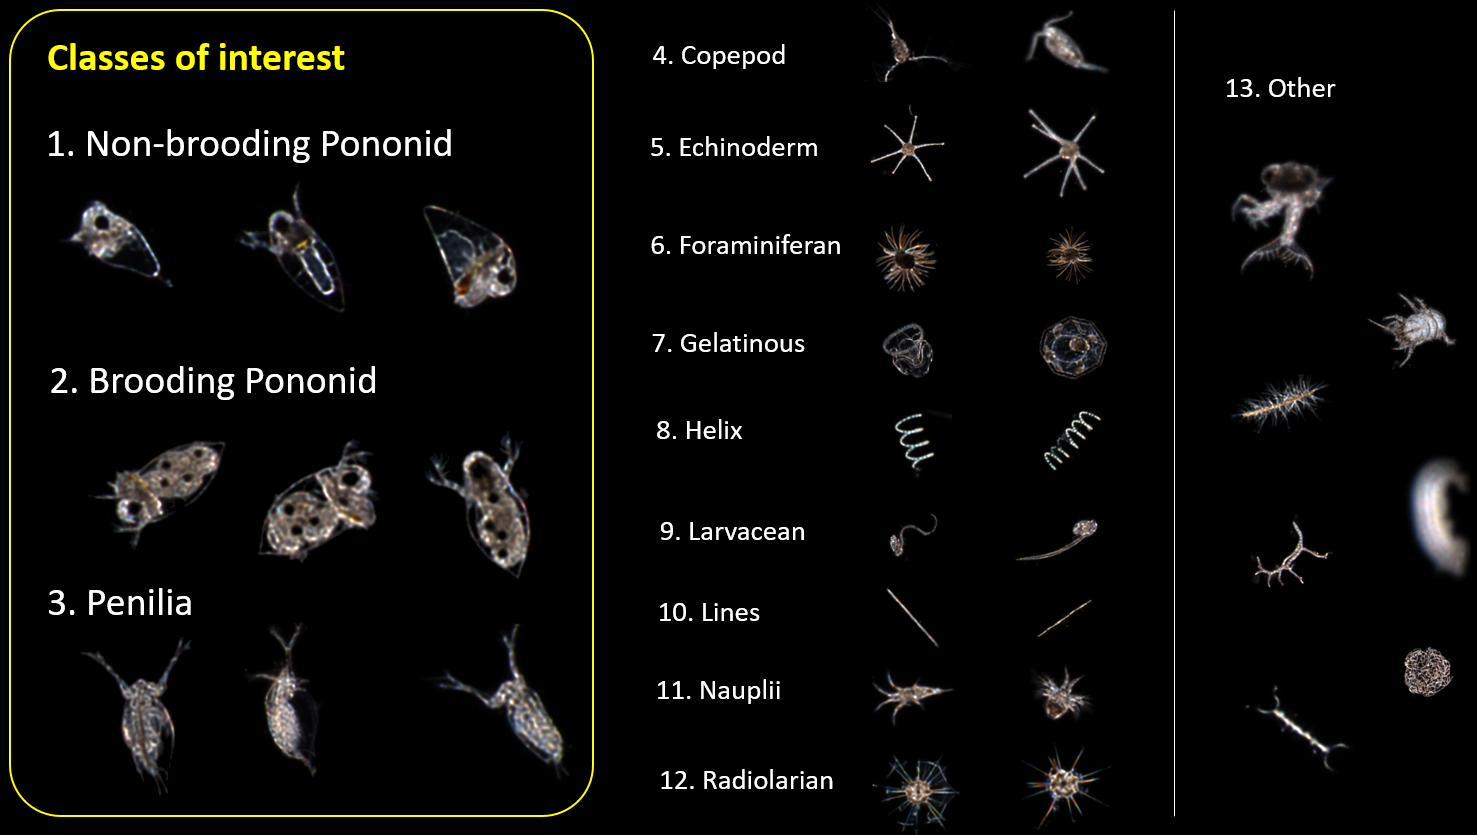 Classes of interest
1. Non-brooding Pononid
2. Brooding Pononid
3. Penilia
4. Copepod
5. Echinoderm
6. Foraminiferan
7. Gelatinous
8. Helix
9. Larvacean
10. Lines
11. Nauplii
12. Radiolarian
13. Other